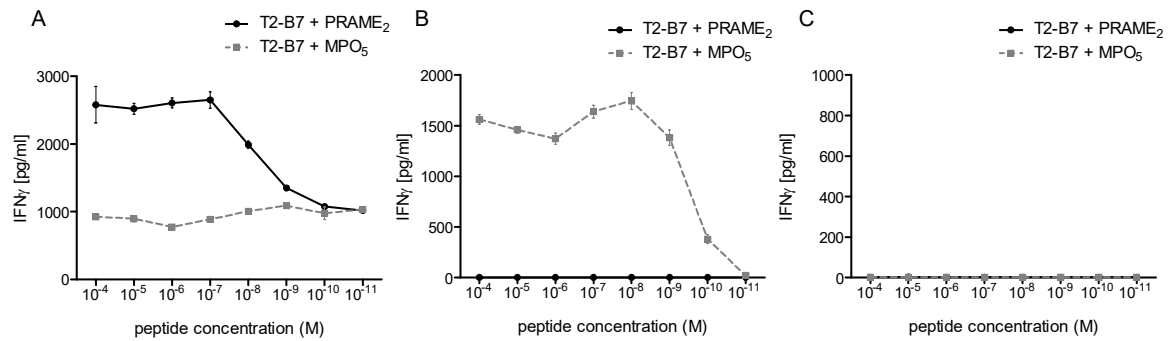 A
T2-B7 + PRAME₂
T2-B7 + MPO₅
3000
2000
1000
0
IFNγ [pg/ml]
10⁻⁴ 10⁻⁵ 10⁻⁶ 10⁻⁷ 10⁻⁸ 10⁻⁹ 10⁻¹⁰ 10⁻¹¹
peptide concentration (M)
B
T2-B7 + PRAME₂
T2-B7 + MPO₅
2000
1500
1000
500
0
IFNγ [pg/ml]
10⁻⁴ 10⁻⁵ 10⁻⁶ 10⁻⁷ 10⁻⁸ 10⁻⁹ 10⁻¹⁰ 10⁻¹¹
peptide concentration (M)
C
T2-B7 + PRAME₂
T2-B7 + MPO₅
1000
800
600
400
200
0
IFNγ [pg/ml]
10⁻⁴ 10⁻⁵ 10⁻⁶ 10⁻⁷ 10⁻⁸ 10⁻⁹ 10⁻¹⁰ 10⁻¹¹
peptide concentration (M)